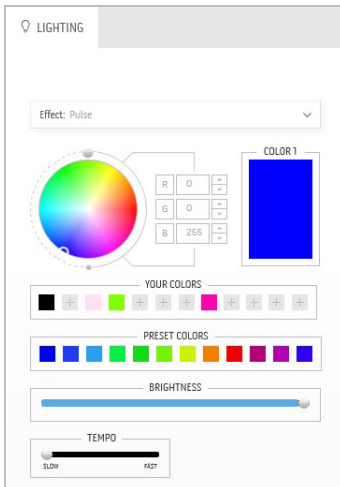 LIGHTING
Effect: Pulse
COLOR 1
R 0
G 0
B 255
YOUR COLORS
PRESET COLORS
BRIGHTNESS
TEMPO
SLOW FAST